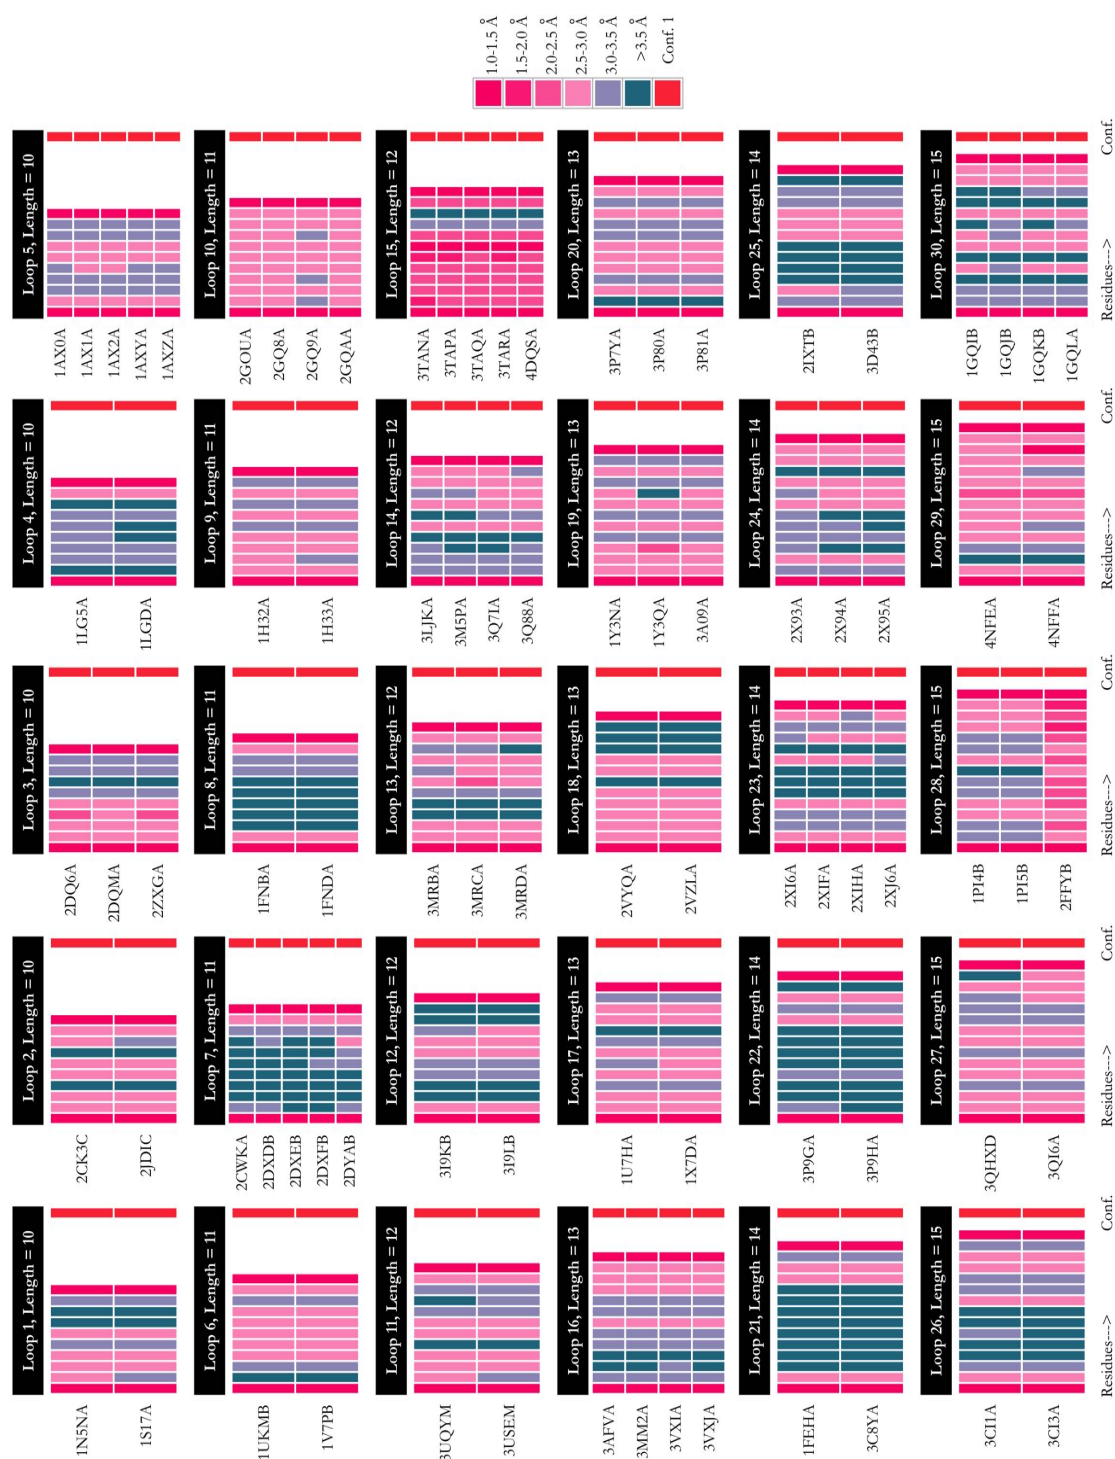 Loop 1, Length = 10
1N5NA
1S17A
Loop 2, Length = 10
2CK3C
2JDIC
Loop 3, Length = 10
2DQ6A
2DQMA
2ZXGA
Loop 4, Length = 10
1LG5A
1LGDA
Loop 5, Length = 10
1AX0A
1AX1A
1AX2A
1AXYA
1AXZA
Loop 6, Length = 11
1UKMB
1V7PB
Loop 7, Length = 11
2CWKA
2DXDB
2DXEB
2DXFB
2DYAB
Loop 8, Length = 11
1FNBA
1FNDA
Loop 9, Length = 11
1H32A
1H33A
Loop 10, Length = 11
2GOUA
2GQ8A
2GQ9A
2GQAA
Loop 11, Length = 12
3UQYM
3USEM
Loop 12, Length = 12
3I9KB
3I9LB
Loop 13, Length = 12
3MRBA
3MRCA
3MRDA
Loop 14, Length = 12
3LJKA
3M5PA
3Q7IA
3Q88A
Loop 15, Length = 12
3TANA
3TAPA
3TAQA
3TARA
4DQSA
1.0-1.5 Å
1.5-2.0 Å
2.0-2.5 Å
2.5-3.0 Å
3.0-3.5 Å
>3.5 Å
Conf. 1
Loop 16, Length = 13
3AFVA
3MM2A
3VXIA
3VXJA
Loop 17, Length = 13
1U7HA
1X7DA
Loop 18, Length = 13
2VYQA
2VZLA
Loop 19, Length = 13
1Y3NA
1Y3QA
3A09A
Loop 20, Length = 13
3P7YA
3P80A
3P81A
Loop 21, Length = 14
1FEHA
3C8YA
Loop 22, Length = 14
3P9GA
3P9HA
Loop 23, Length = 14
2XI6A
2XIFA
2XIHA
2XJ6A
Loop 24, Length = 14
2X93A
2X94A
2X95A
Loop 25, Length = 14
2IXTB
3D43B
Loop 26, Length = 15
3CI1A
3CI3A
Residues---> Conf.
Loop 27, Length = 15
3QHXD
3QI6A
Residues---> Conf.
Loop 28, Length = 15
1PI4B
1PI5B
2FFYB
Residues---> Conf.
Loop 29, Length = 15
4NFEA
4NFFA
Residues---> Conf.
Loop 30, Length = 15
1GQIB
1GQJB
1GQKB
1GQLA
Residues---> Conf.